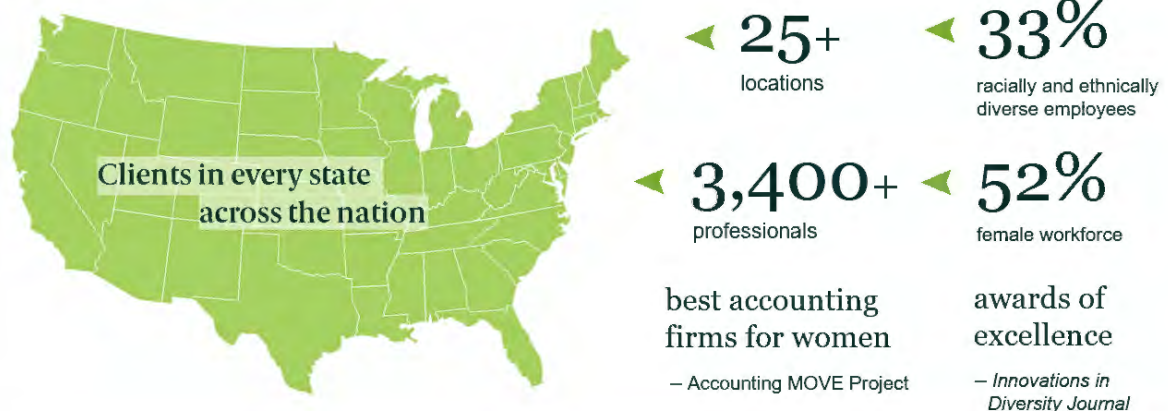 Clients in every state
across the nation
25+
locations
33%
racially and ethnically
diverse employees
3,400+
professionals
52%
female workforce
best accounting
firms for women
– Accounting MOVE Project
awards of
excellence
– Innovations in
Diversity Journal